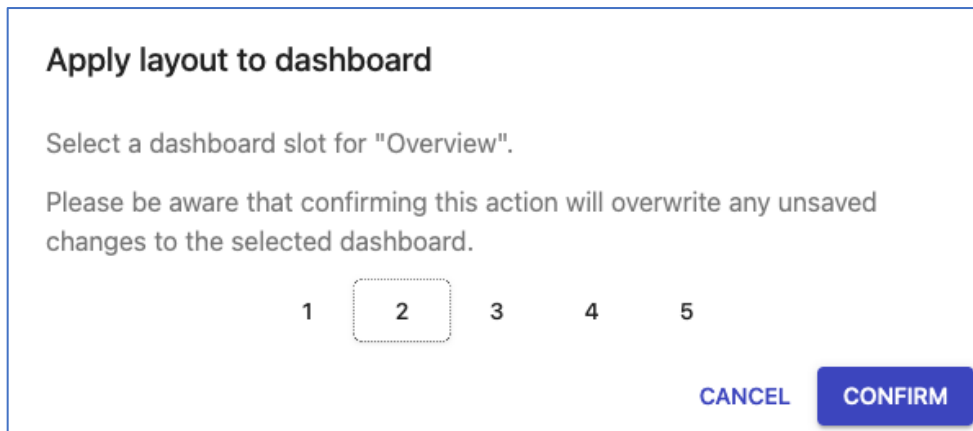 Apply layout to dashboard
Select a dashboard slot for "Overview".
Please be aware that confirming this action will overwrite any unsaved
changes to the selected dashboard.
1 2 3 4 5
CANCEL CONFIRM